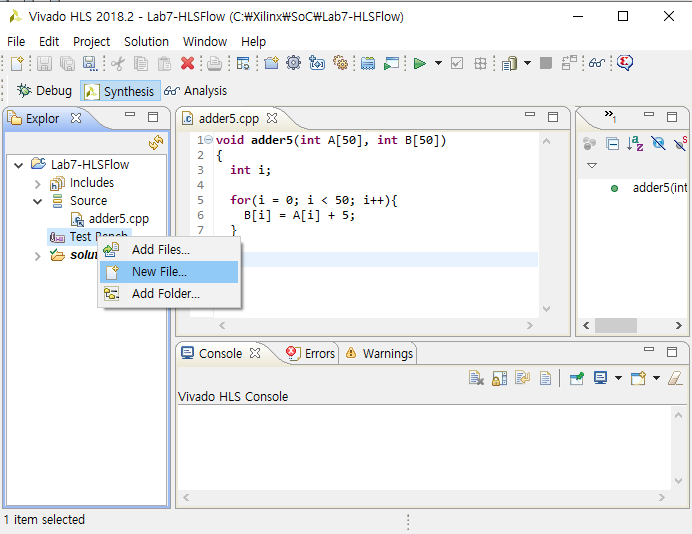 Vivado HLS 2018.2 - Lab7-HLSFlow (C:₩Xilinx₩SoC₩Lab7-HLSFlow)
File Edit Project Solution Window Help
Debug Synthesis Analysis
Explor
Lab7-HLSFlow
Includes
Source
adder5.cpp
Test Bench
Add Files...
New File...
Add Folder...
adder5.cpp
1 void adder5(int A[50], int B[50])
2 {
3 int i;
4
5 for(i = 0; i < 50; i++){
6 B[i] = A[i] + 5;
7 }
»1
adder5(int
Console Errors Warnings
Vivado HLS Console
1 item selected